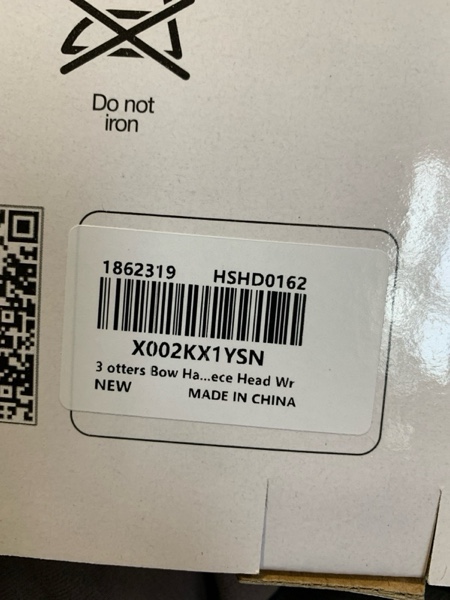 Do not
iron
1862319 HSHD0162
X002KX1YSN
3 otters Bow Ha...ece Head Wr
NEW MADE IN CHINA